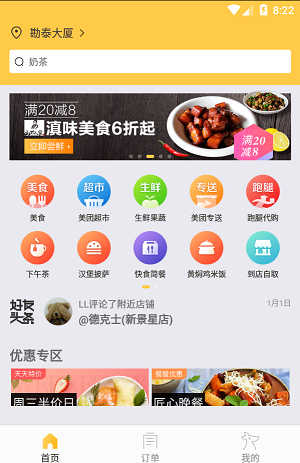 8:22
勘泰大厦
奶茶
满20减8
滇味美食6折起
立即尝鲜
满20减8
美食 超市 生鲜 专送 跑腿
美食 美团超市 生鲜果蔬 美团专送 跑腿代购
下午茶 汉堡披萨 快食简餐 黄焖鸡米饭 到店自取
好友头条
LL评论了附近店铺 1月1日
@德克士(新景星店)
优惠专区
天天特价 餐餐优惠
周三半价日 匠心晚餐
首页 订单 我的